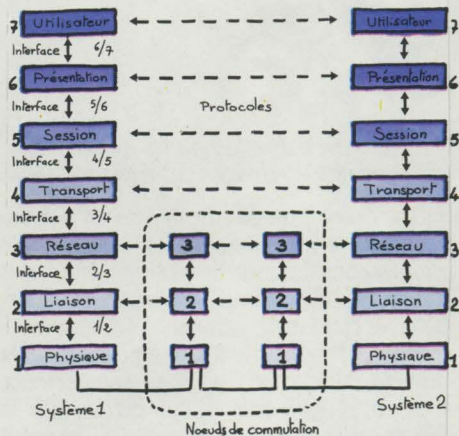 7 Utilisateur Utilisateur 7
Interface 6/7
6 Présentation Présentation 6
Interface 5/6 Protocoles
5 Session Session 5
Interface 4/5
4 Transport Transport 4
Interface 3/4
3 Réseau 3 3 Réseau 3
Interface 2/3
2 Liaison 2 2 Liaison 2
Interface 1/2
1 Physique 1 1 Physique 1
Système 1 Système 2
Noeuds de commutation